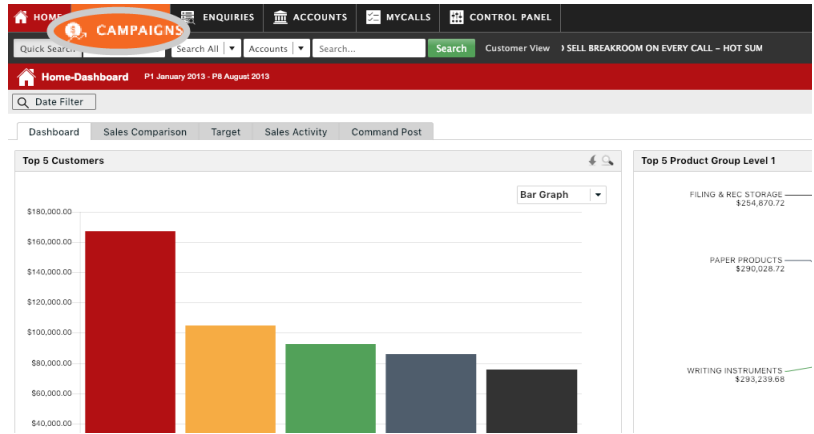 HOME CAMPAIGNS ENQUIRIES ACCOUNTS MYCALLS CONTROL PANEL
Quick Search Search All Accounts Search... Search Customer View SELL BREAKROOM ON EVERY CALL – HOT SUM
Home-Dashboard P1 January 2013 - P8 August 2013
Date Filter
Dashboard Sales Comparison Target Sales Activity Command Post
Top 5 Customers
Bar Graph
$180,000.00
$160,000.00
$140,000.00
$120,000.00
$100,000.00
$80,000.00
$60,000.00
$40,000.00
Top 5 Product Group Level 1
FILING & REC STORAGE
$254,870.72
PAPER PRODUCTS
$290,028.72
WRITING INSTRUMENTS
$293,239.68